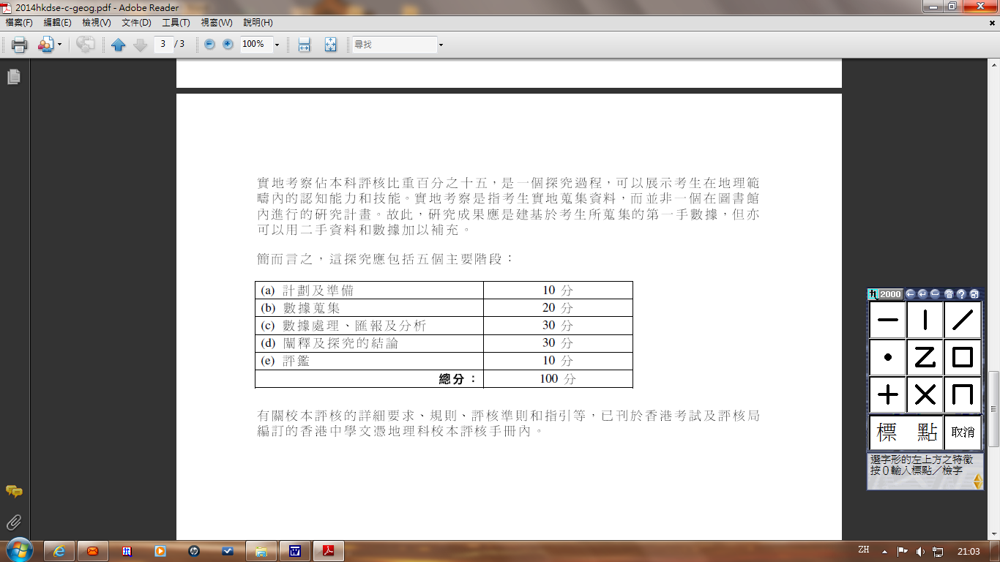 2014hkdse-c-geog.pdf - Adobe Reader
檔案(F) 編輯(E) 檢視(V) 文件(D) 工具(T) 視窗(W) 說明(H)
3 / 3 100% 尋找
實地考察佔本科評核比重百分之十五，是一個探究過程，可以展示考生在地理範
疇內的認知能力和技能。實地考察是指考生實地蒐集資料，而並非一個在圖書館
內進行的研究計畫。故此，研究成果應是建基於考生所蒐集的第一手數據，但亦
可以用二手資料和數據加以補充。
簡而言之，這探究應包括五個主要階段：
(a) 計劃及準備 10 分
(b) 數據蒐集 20 分
(c) 數據處理、匯報及分析 30 分
(d) 闡釋及探究的結論 30 分
(e) 評鑑 10 分
總分： 100 分
有關校本評核的詳細要求、規則、評核準則和指引等，已刊於香港考試及評核局
編訂的香港中學文憑地理科校本評核手冊內。
九 2000 音 ?
標 點 取消
選字形的左上方之特徵
按０輸入標點／檢字
ZH 21:03